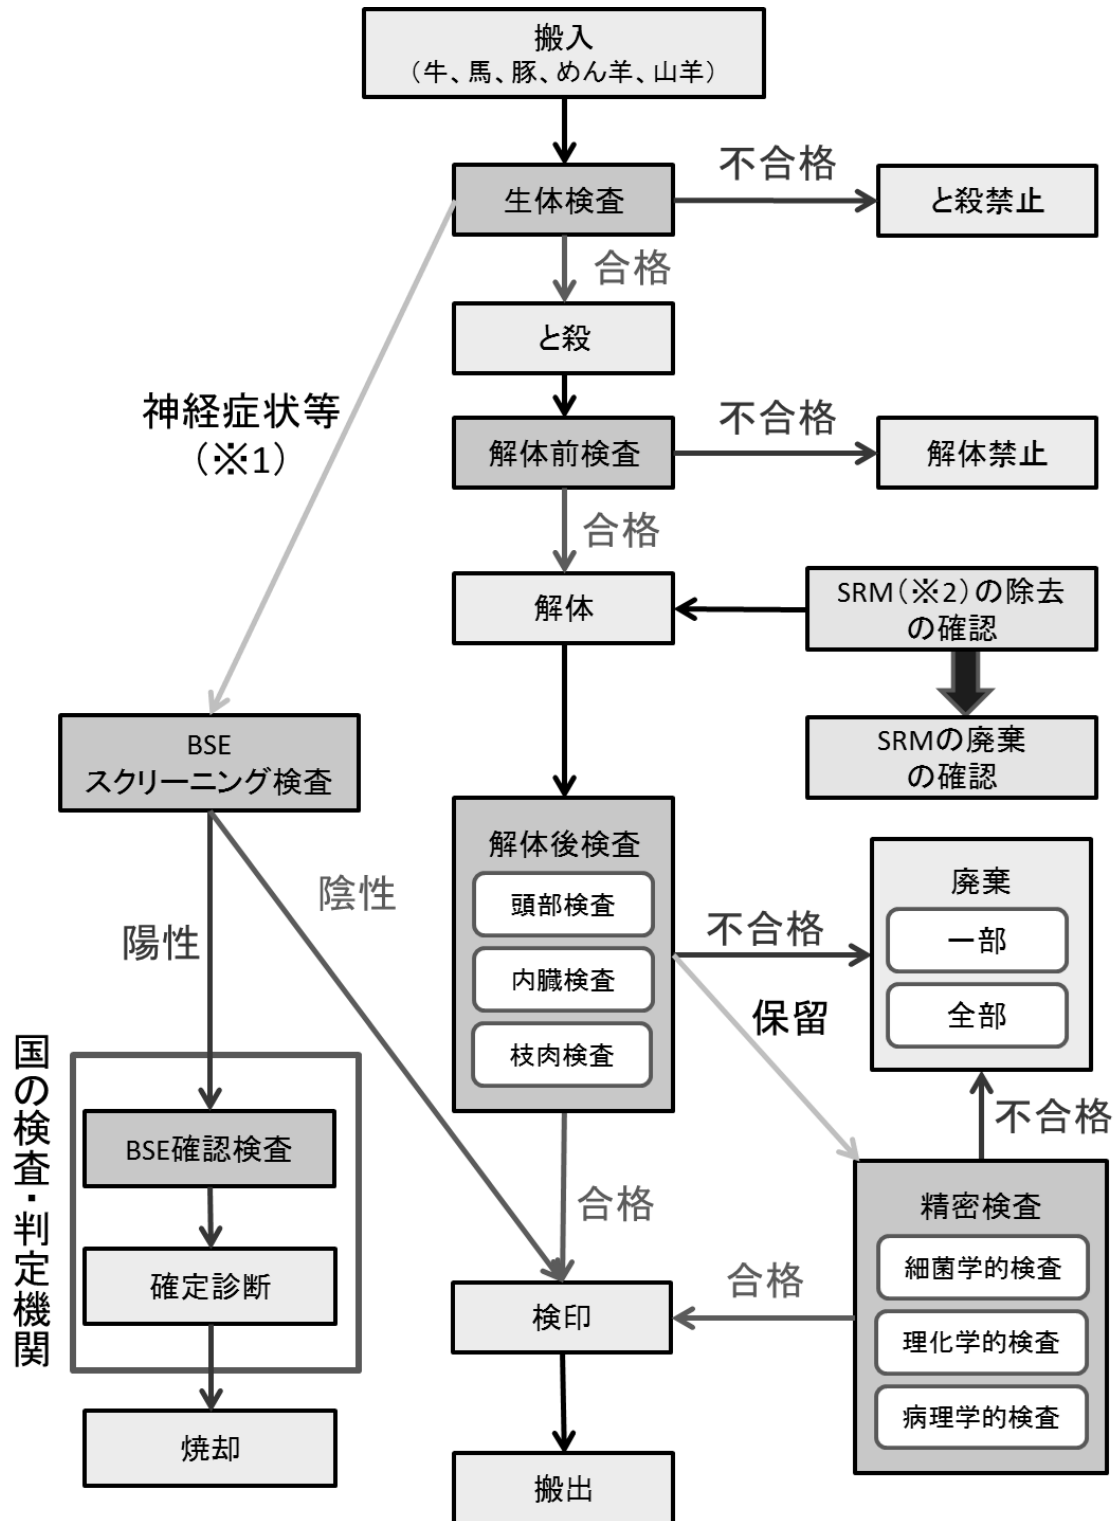 搬入
（牛、馬、豚、めん羊、山羊）
生体検査
不合格
と殺禁止
合格
と殺
神経症状等
（※1）
解体前検査
不合格
解体禁止
合格
解体
SRM（※2）の除去
の確認
SRMの廃棄
の確認
BSE
スクリーニング検査
陽性
陰性
解体後検査
頭部検査
内臓検査
枝肉検査
不合格
廃棄
一部
全部
保留
不合格
国の検査・判定機関
BSE確認検査
確定診断
焼却
合格
精密検査
細菌学的検査
理化学的検査
病理学的検査
合格
検印
搬出